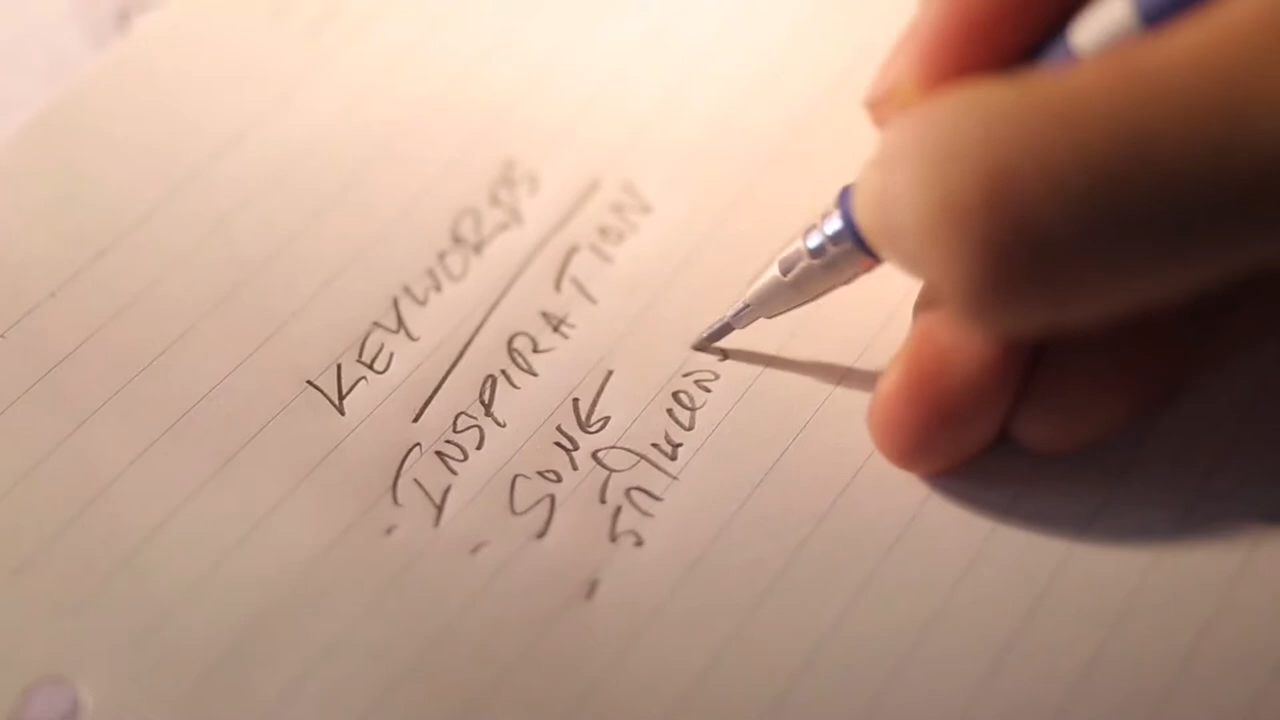 KEYWORDS
· INSPIRATION
- SONG
-